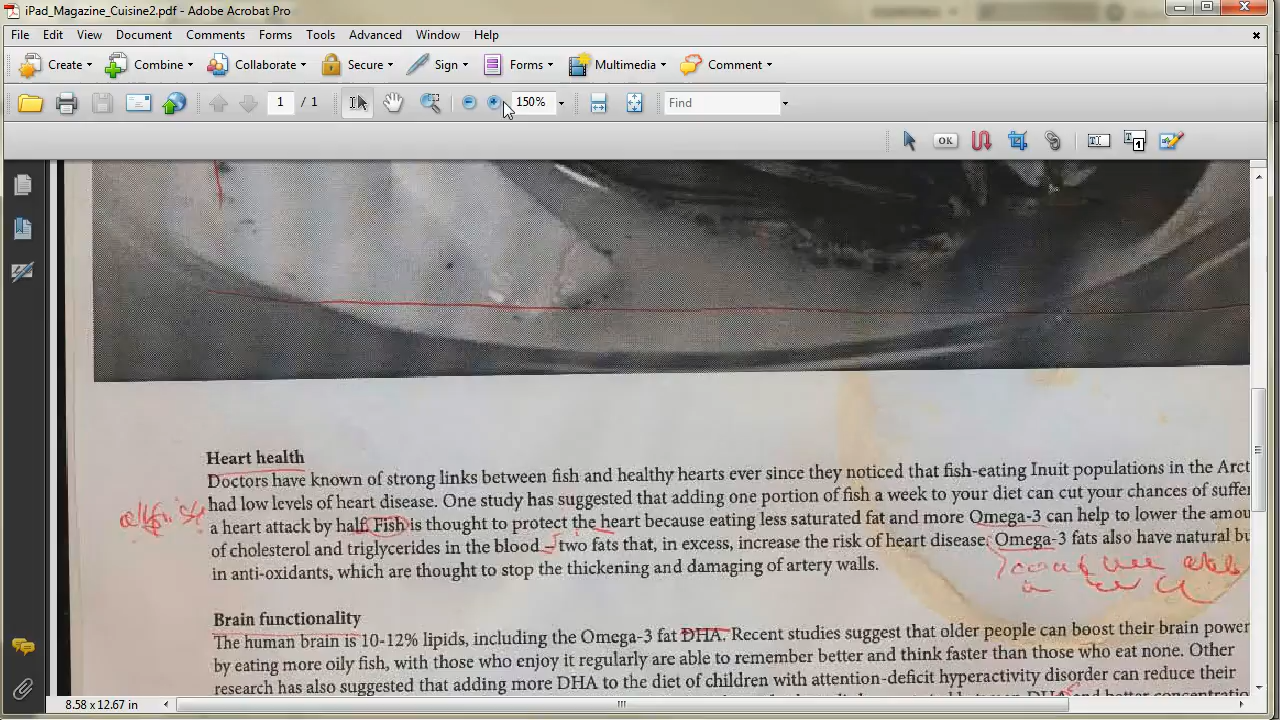 iPad_Magazine_Cuisine2.pdf - Adobe Acrobat Pro
File Edit View Document Comments Forms Tools Advanced Window Help
Create Combine Collaborate Secure Sign Forms Multimedia Comment
1 / 1 150% Find
OK
1
Heart health
Doctors have known of strong links between fish and healthy hearts ever since they noticed that fish-eating Inuit populations in the Arct
had low levels of heart disease. One study has suggested that adding one portion of fish a week to your diet can cut your chances of suffe
a heart attack by half. Fish is thought to protect the heart because eating less saturated fat and more Omega-3 can help to lower the amou
of cholesterol and triglycerides in the blood – two fats that, in excess, increase the risk of heart disease. Omega-3 fats also have natural bu
in anti-oxidants, which are thought to stop the thickening and damaging of artery walls.
Brain functionality
The human brain is 10-12% lipids, including the Omega-3 fat DHA. Recent studies suggest that older people can boost their brain power
by eating more oily fish, with those who enjoy it regularly are able to remember better and think faster than those who eat none. Other
research has also suggested that adding more DHA to the diet of children with attention-deficit hyperactivity disorder can reduce their
DHA and better concentratio
8.58 x 12.67 in